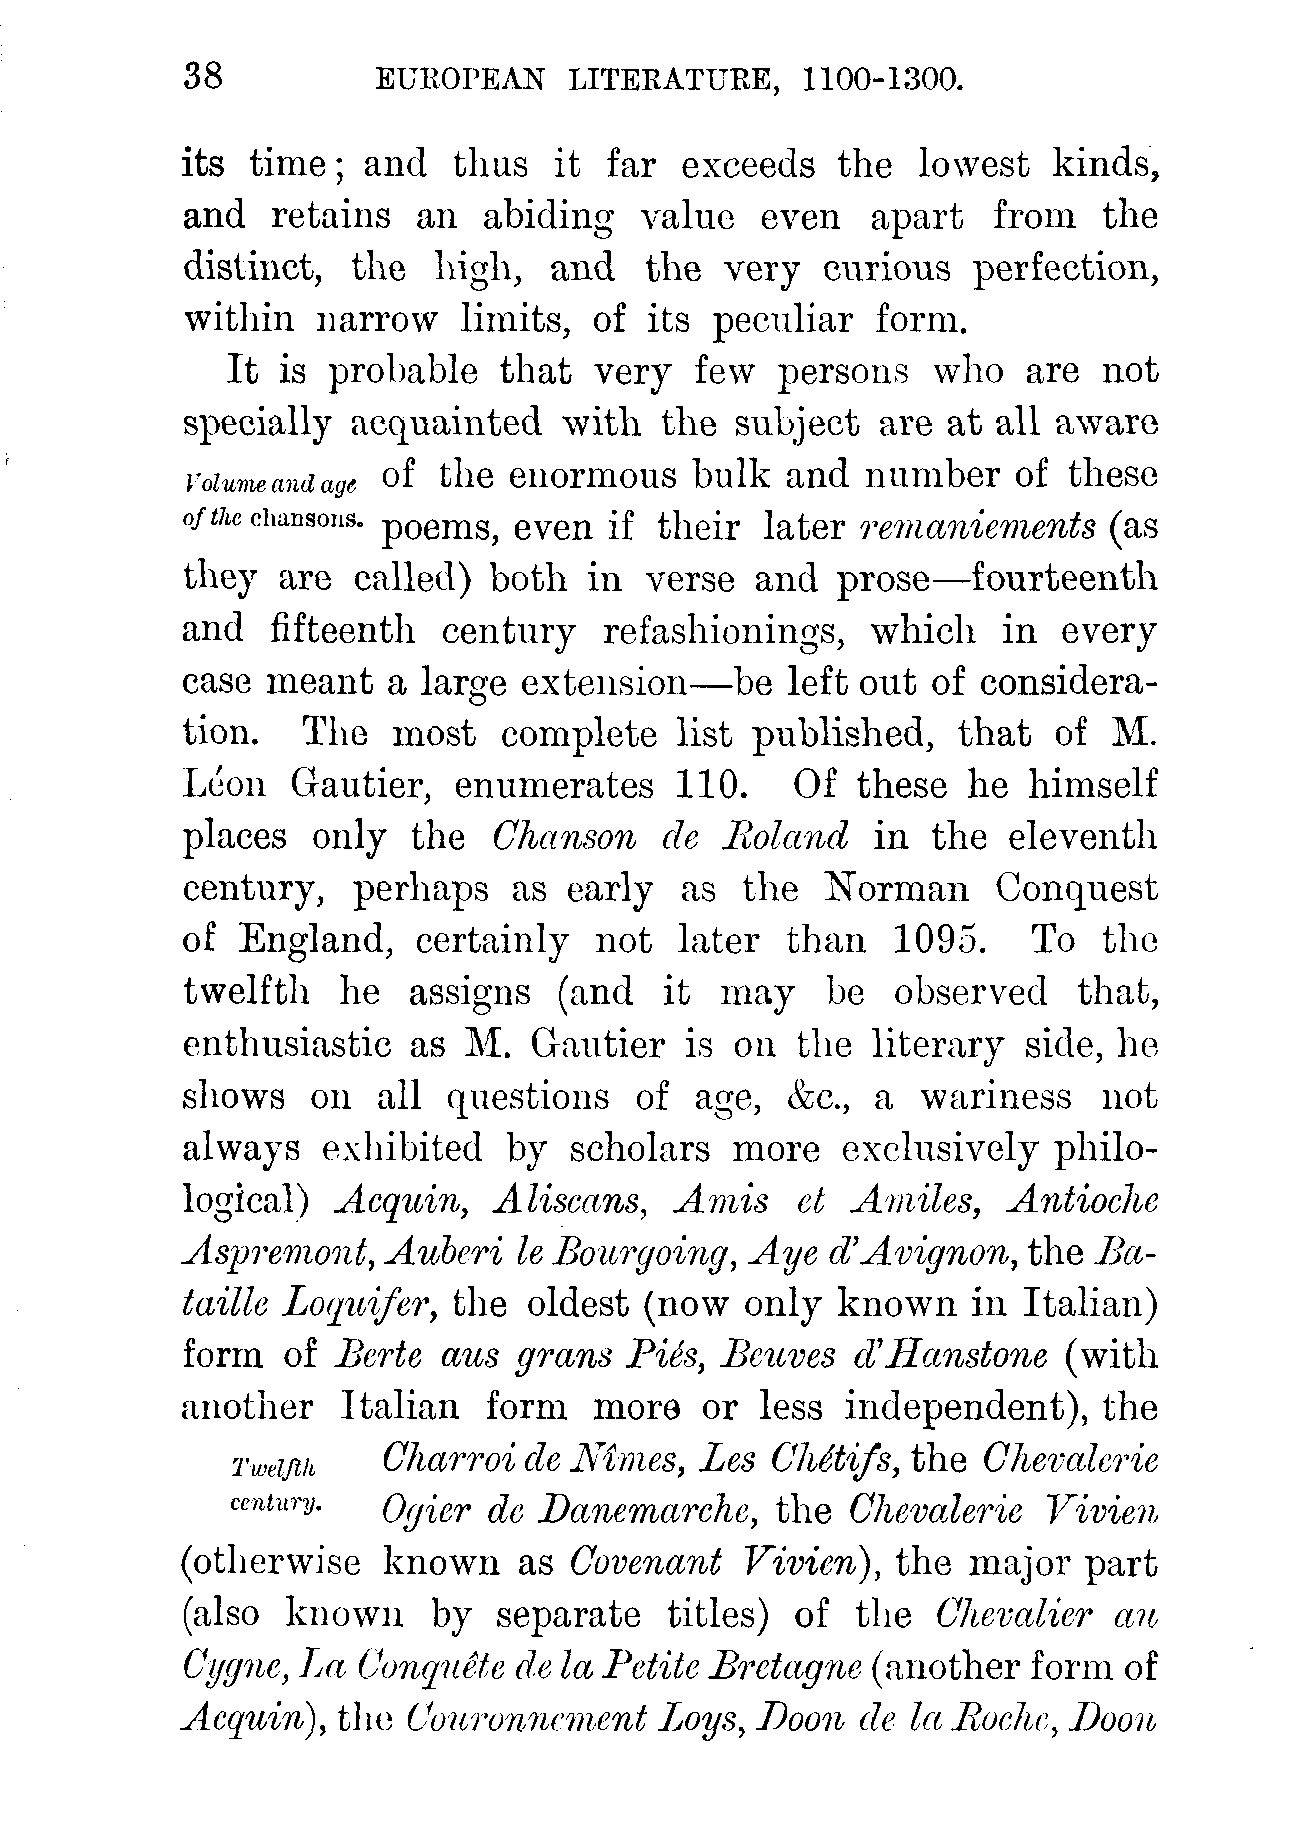 38 EUROPEAN LITERATURE, 1100-1300.
its time; and thus it far exceeds the lowest kinds,
and retains an abiding value even apart from the
distinct, the high, and the very curious perfection,
within narrow limits, of its peculiar form.
It is probable that very few persons who are not
specially acquainted with the subject are at all aware
Volume and age of the enormous bulk and number of these
of the chansons. poems, even if their later remaniements (as
they are called) both in verse and prose—fourteenth
and fifteenth century refashionings, which in every
case meant a large extension—be left out of considera-
tion. The most complete list published, that of M.
Léon Gautier, enumerates 110. Of these he himself
places only the Chanson de Roland in the eleventh
century, perhaps as early as the Norman Conquest
of England, certainly not later than 1095. To the
twelfth he assigns (and it may be observed that,
enthusiastic as M. Gautier is on the literary side, he
shows on all questions of age, &c., a wariness not
always exhibited by scholars more exclusively philo-
logical) Acquin, Aliscans, Amis et Amiles, Antioche
Aspremont, Auberi le Bourgoing, Aye d'Avignon, the Ba-
taille Loquifer, the oldest (now only known in Italian)
form of Berte aus grans Piés, Beuves d'Hanstone (with
another Italian form more or less independent), the
Twelfth Charroi de Nîmes, Les Chétifs, the Chevalerie
century. Ogier de Danemarche, the Chevalerie Vivien
(otherwise known as Covenant Vivien), the major part
(also known by separate titles) of the Chevalier au
Cygne, La Conquête de la Petite Bretagne (another form of
Acquin), the Couronnement Loys, Doon de la Roche, Doon